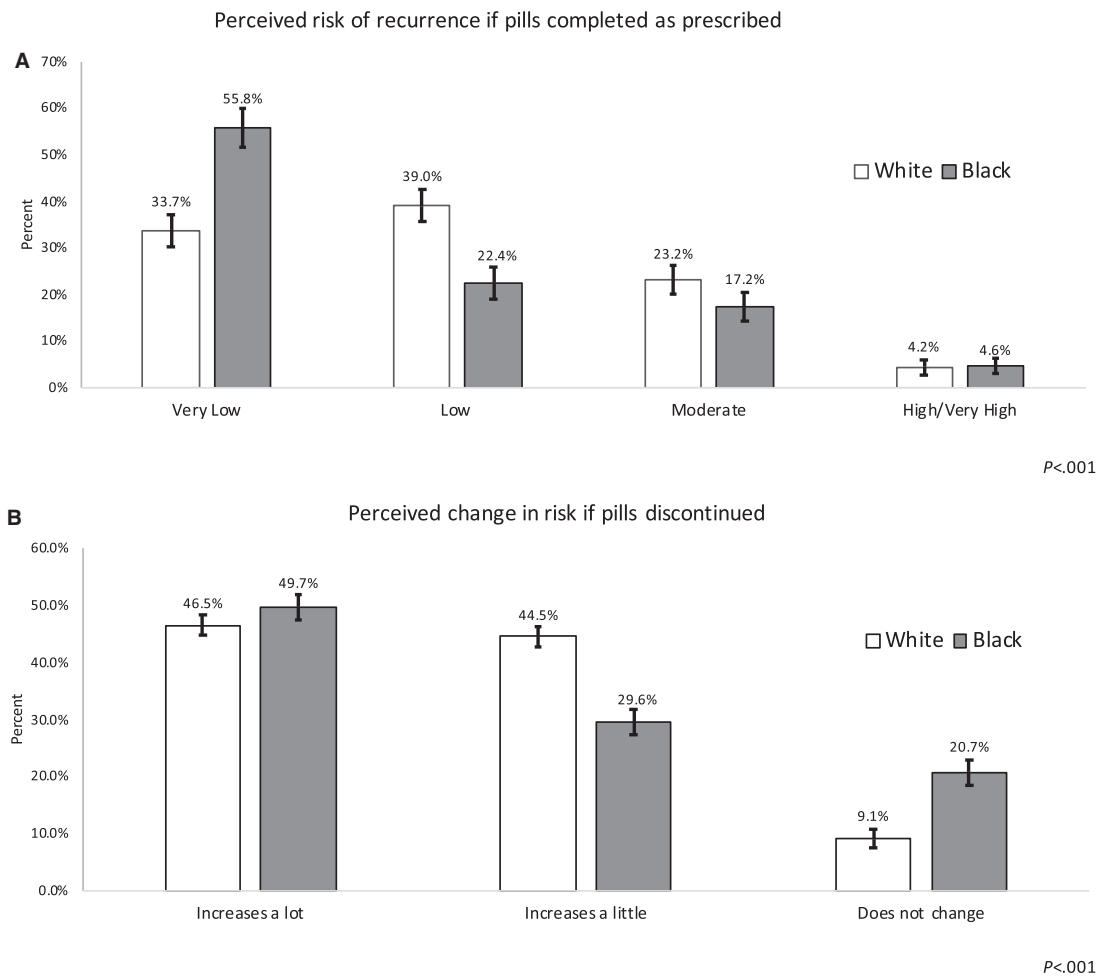 Perceived risk of recurrence if pills completed as prescribed
A
70%
60%
50%
40%
30%
20%
10%
0%
Percent
33.7%
55.8%
39.0%
22.4%
23.2%
17.2%
4.2%
4.6%
White Black
Very Low Low Moderate High/Very High
P<.001
B
Perceived change in risk if pills discontinued
60.0%
50.0%
40.0%
30.0%
20.0%
10.0%
0.0%
Percent
46.5%
49.7%
44.5%
29.6%
9.1%
20.7%
White Black
Increases a lot Increases a little Does not change
P<.001